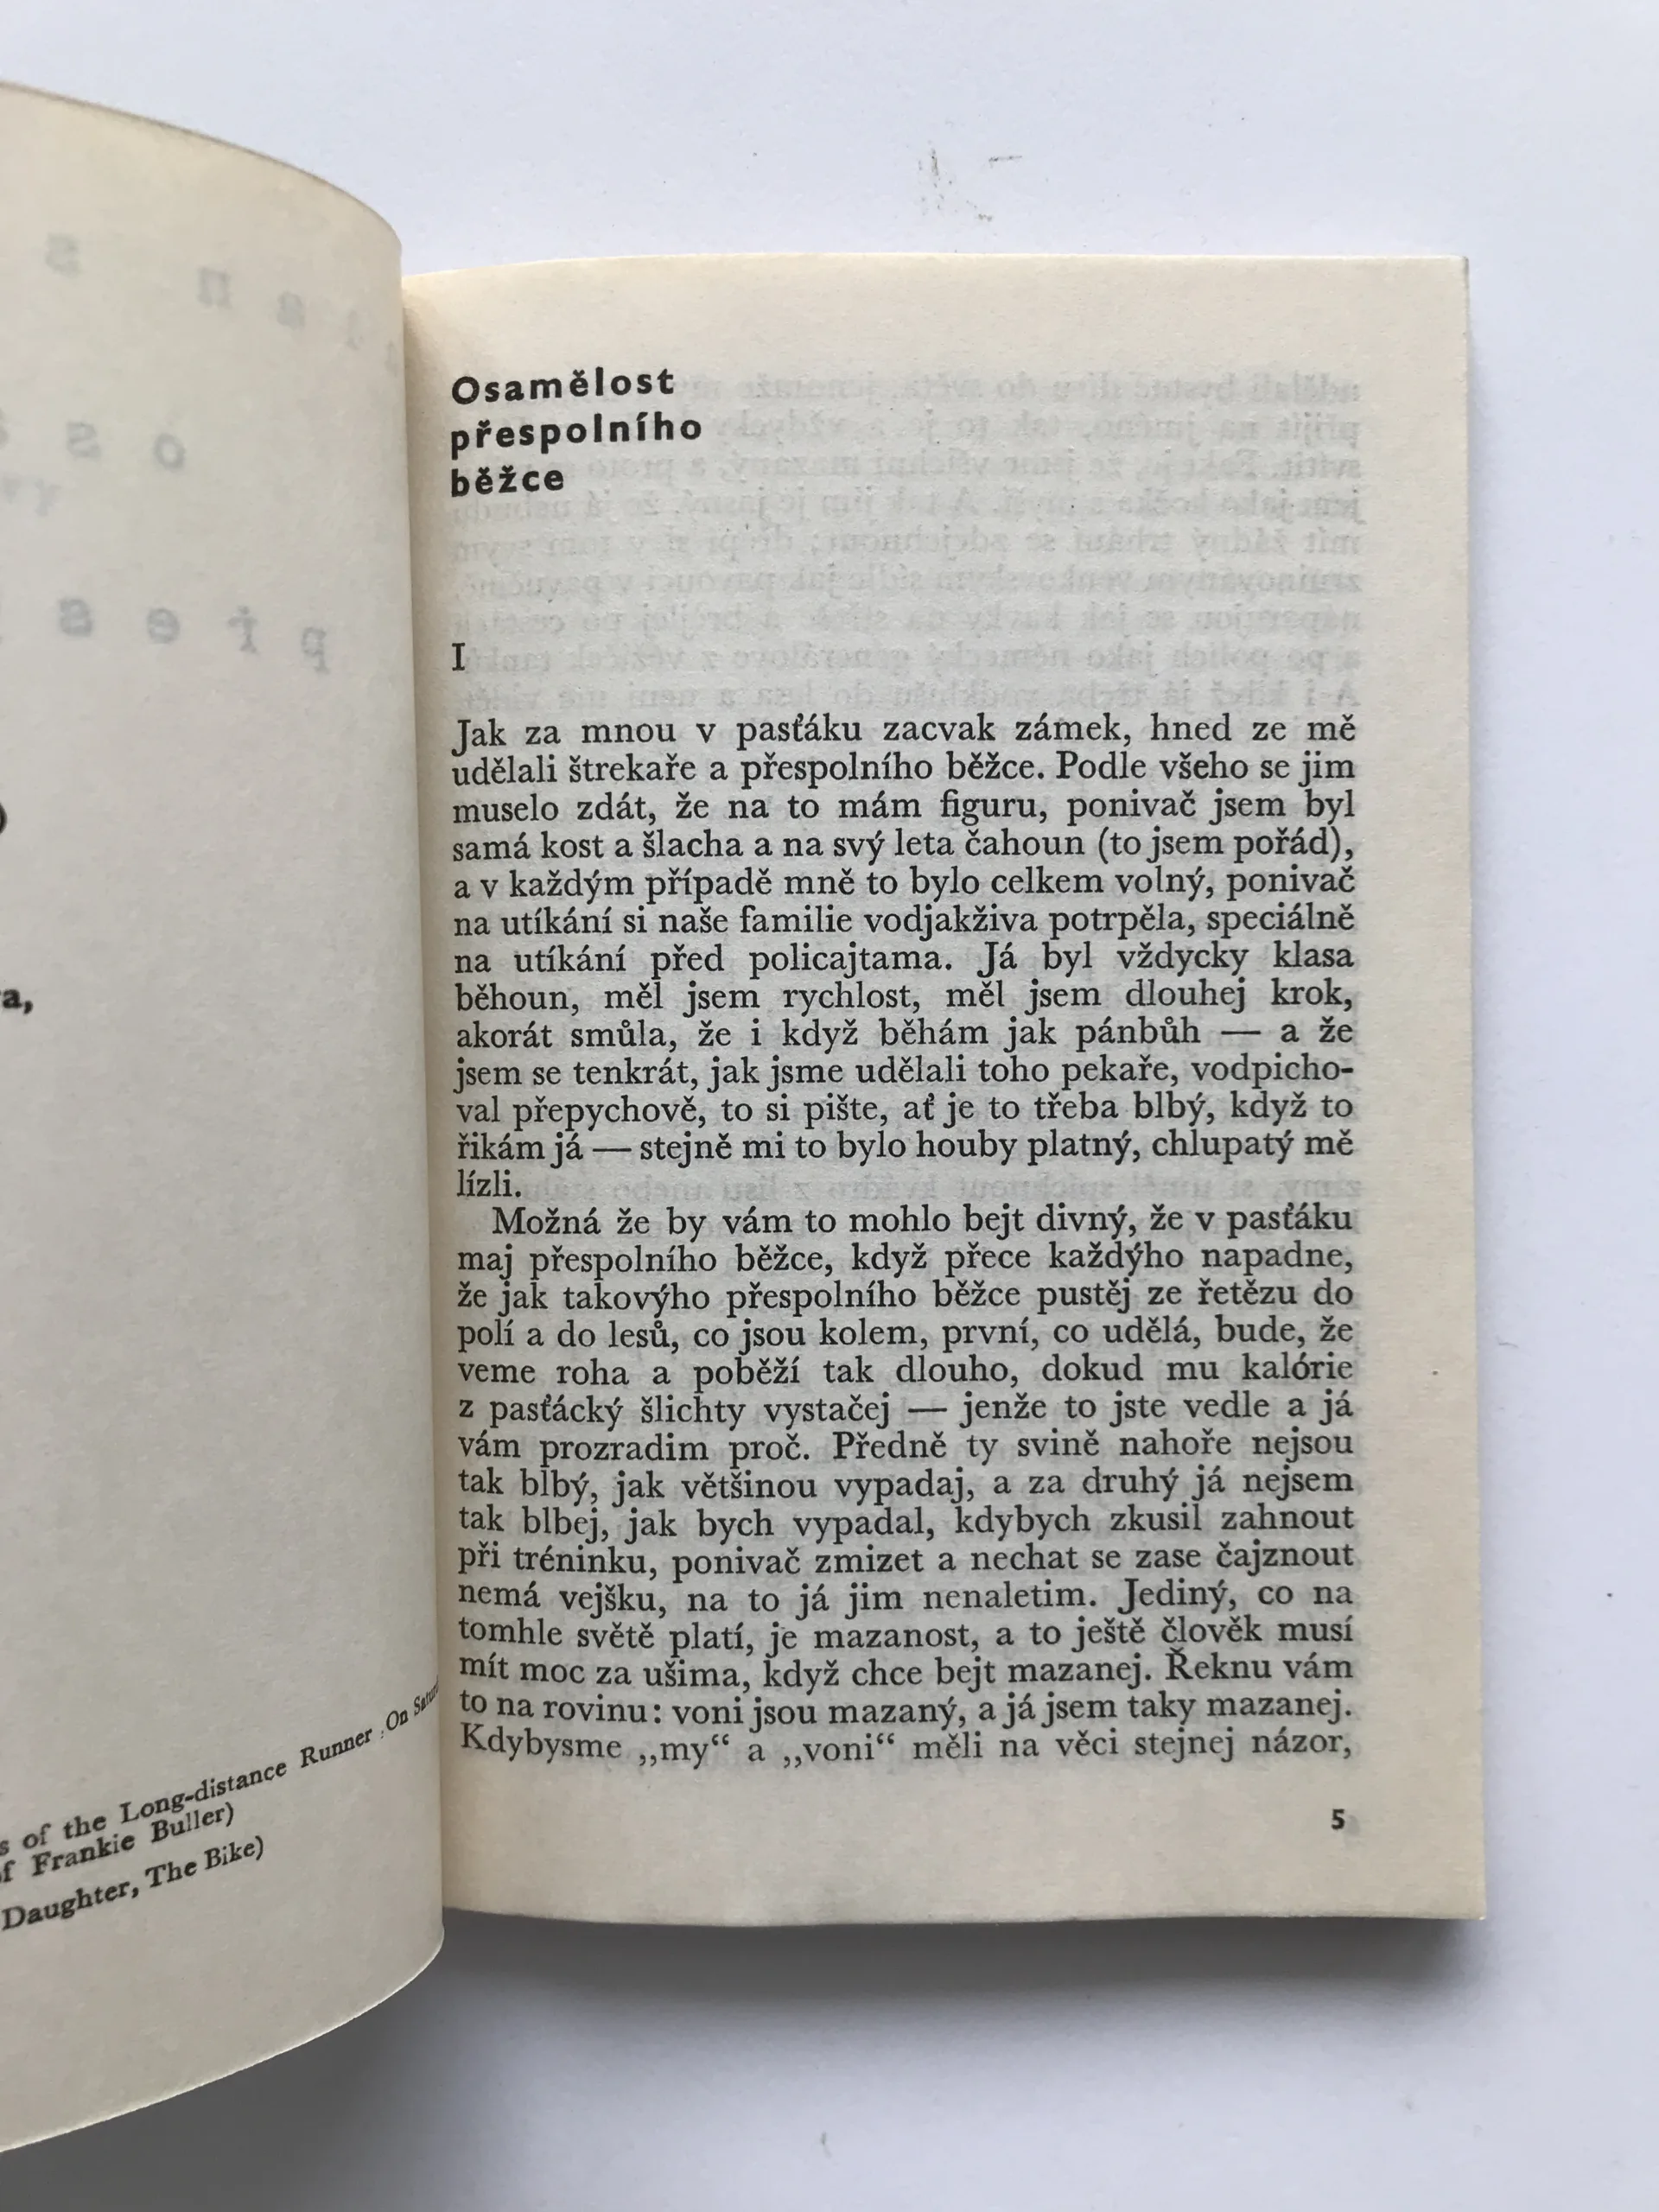 a,
of the Long-distance Runner, On
Frankie Buller)
Daughter, The Bike)
Osamělost
přespolního
běžce
I
Jak za mnou v pasťáku zacvak zámek, hned ze mě
udělali štrekaře a přespolního běžce. Podle všeho se jim
muselo zdát, že na to mám figuru, ponivač jsem byl
samá kost a šlacha a na svý leta čahoun (to jsem pořád),
a v každým případě mně to bylo celkem volný, ponivač
na utíkání si naše familie vodjakživa potrpěla, speciálně
na utíkání před policajtama. Já byl vždycky klasa
běhoun, měl jsem rychlost, měl jsem dlouhej krok,
akorát smůla, že i když běhám jak pánbůh — a že
jsem se tenkrát, jak jsme udělali toho pekaře, vodpicho-
val přepychově, to si pište, ať je to třeba blbý, když to
řikám já — stejně mi to bylo houby platný, chlupatý mě
lízli.
Možná že by vám to mohlo bejt divný, že v pasťáku
maj přespolního běžce, když přece každýho napadne,
že jak takovýho přespolního běžce pustěj ze řetězu do
polí a do lesů, co jsou kolem, první, co udělá, bude, že
veme roha a poběží tak dlouho, dokud mu kalórie
z pasťácký šlichty vystačej — jenže to jste vedle a já
vám prozradim proč. Předně ty svině nahoře nejsou
tak blbý, jak většinou vypadaj, a za druhý já nejsem
tak blbej, jak bych vypadal, kdybych zkusil zahnout
při tréninku, ponivač zmizet a nechat se zase čajznout
nemá vejšku, na to já jim nenaletim. Jediný, co na
tomhle světě platí, je mazanost, a to ještě člověk musí
mít moc za ušima, když chce bejt mazanej. Řeknu vám
to na rovinu: voni jsou mazaný, a já jsem taky mazanej.
Kdybysme „my“ a „voni“ měli na věci stejnej názor,
5